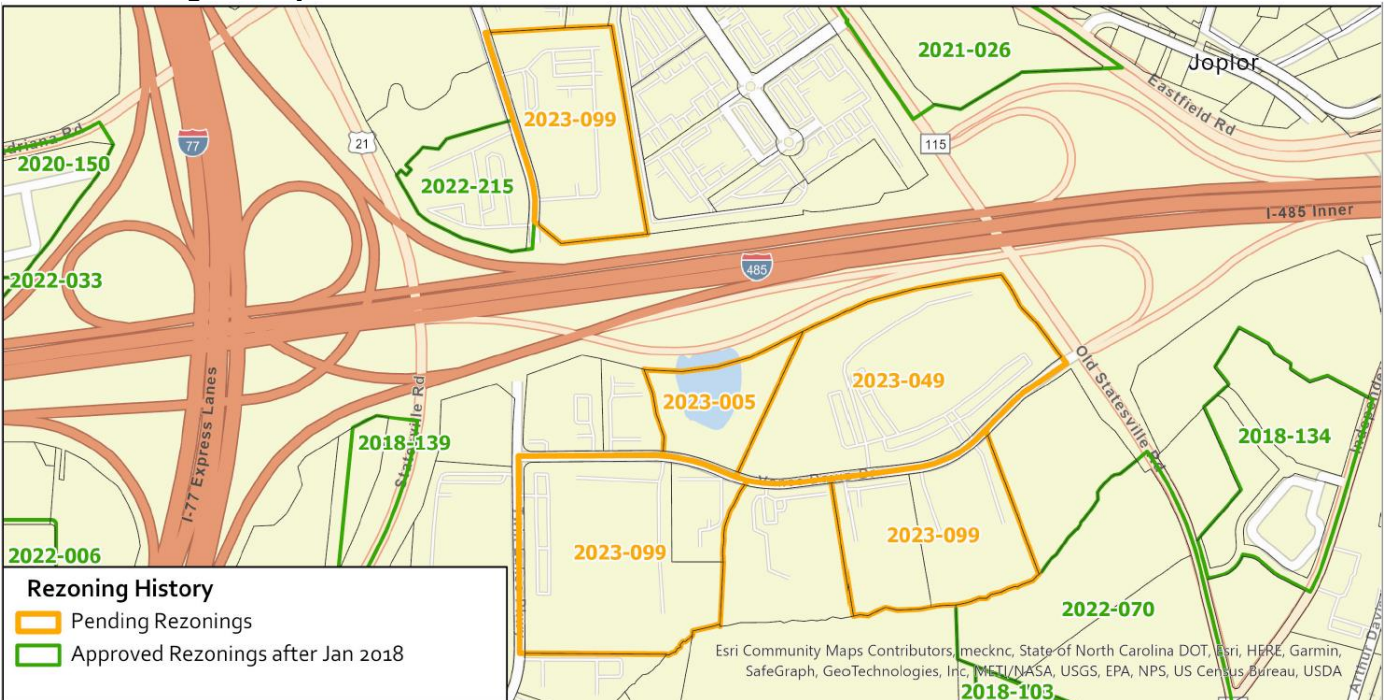 2021-026
Joplor
Eastfield Rd
2023-099
driana Rd
77
21
115
2020-150
2022-215
I-485 Inner
2022-033
485
Old Statesville Rd
2023-049
2023-005
Statesville Rd
2018-139
2018-134
I-77 Express Lanes
2022-006
2023-099
2023-099
2022-070
Rezoning History
Pending Rezonings
Approved Rezonings after Jan 2018
Esri Community Maps Contributors, mecknc, State of North Carolina DOT, Esri, HERE, Garmin,
SafeGraph, GeoTechnologies, Inc, METI/NASA, USGS, EPA, NPS, US Census Bureau, USDA
2018-103